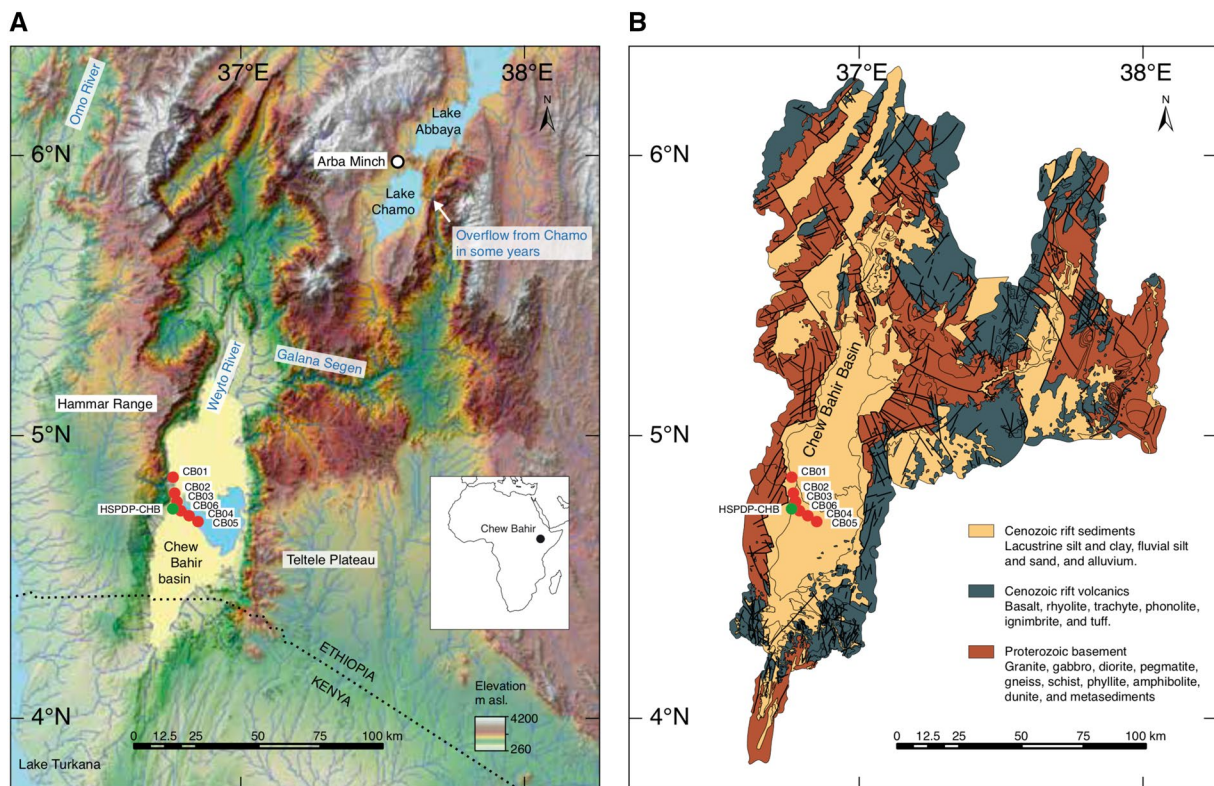 A
37°E
38°E
Omo River
N
Lake
Abbaya
6°N
Arba Minch
Lake
Chamo
Overflow from Chamo
in some years
Weyto River
Galana Segen
Hammar Range
5°N
CB01
CB02
CB03
CB06
HSPDP-CHB
CB04
CB05
Chew
Bahir
basin
Teltele Plateau
Chew Bahir
ETHIOPIA
KENYA
Elevation
m asl.
4200
260
4°N
0 12.5 25 50 75 100 km
Lake Turkana
B
37°E
38°E
N
6°N
Chew Bahir Basin
5°N
CB01
CB02
CB03
CB06
HSPDP-CHB
CB04
CB05
Cenozoic rift sediments
Lacustrine silt and clay, fluvial silt
and sand, and alluvium.
Cenozoic rift volcanics
Basalt, rhyolite, trachyte, phonolite,
ignimbrite, and tuff.
Proterozoic basement
Granite, gabbro, diorite, pegmatite,
gneiss, schist, phyllite, amphibolite,
dunite, and metasediments
4°N
0 12.5 25 50 75 100 km